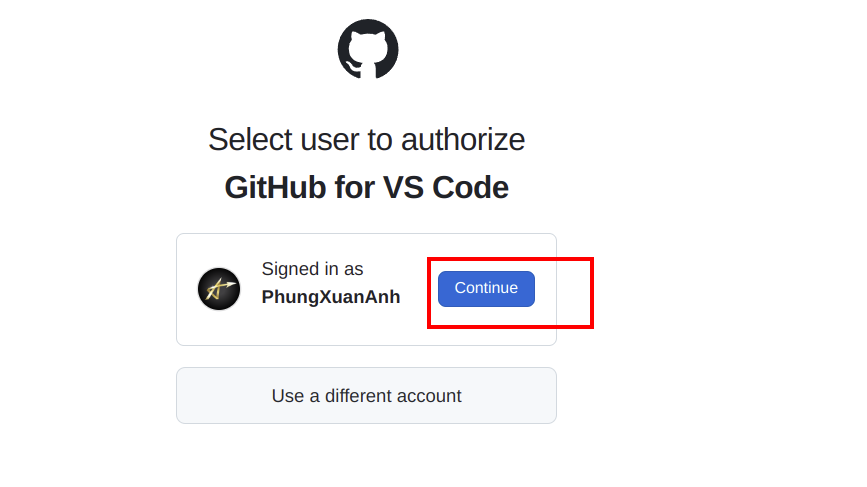 Select user to authorize
GitHub for VS Code
Signed in as
PhungXuanAnh
Continue
Use a different account